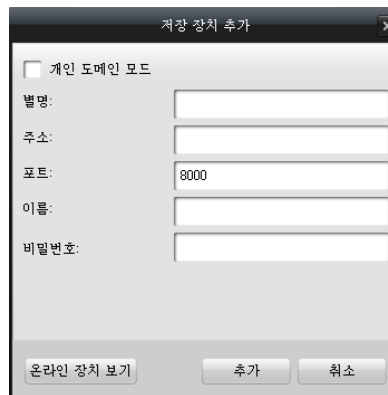 저장 장치 추가
개인 도메인 모드
별명:
주소:
포트: 8000
이름:
비밀번호:
온라인 장치 보기 추가 취소